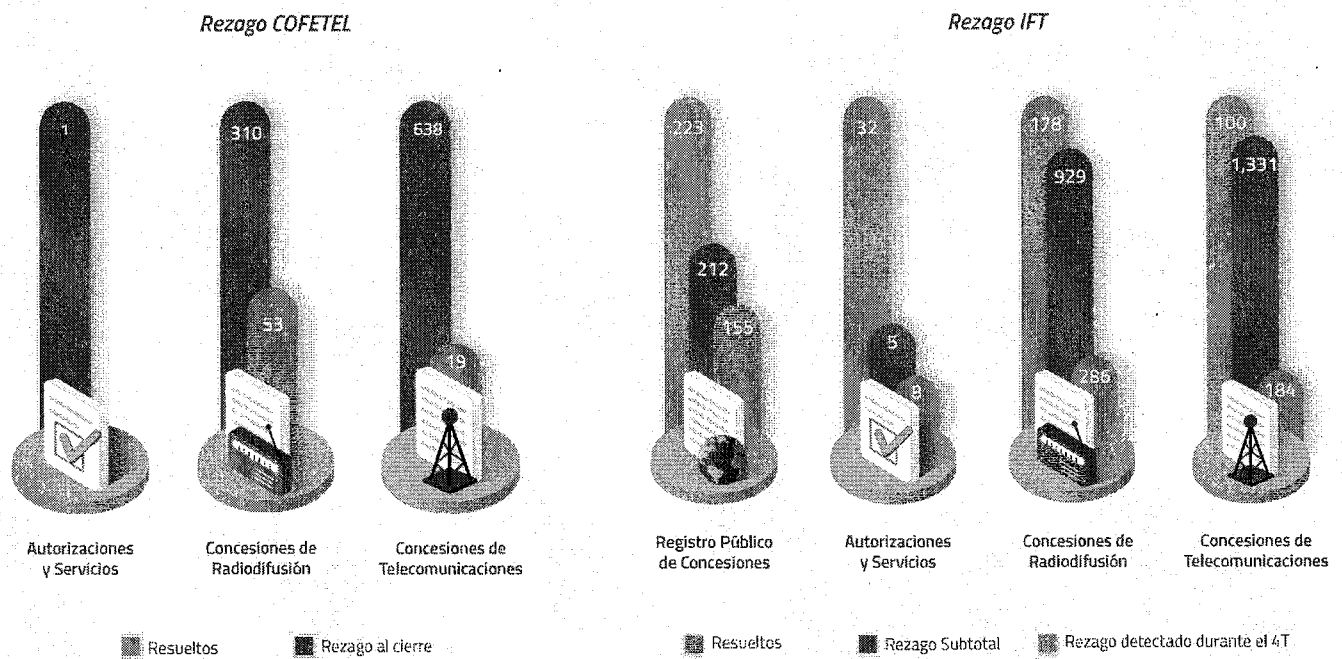 Rezago COFETEL
1
310
53
638
19
Autorizaciones
y Servicios
Concesiones de
Radiodifusión
Concesiones de
Telecomunicaciones
Resueltos
Rezago al cierre
Rezago IFT
223
212
155
32
5
8
178
929
286
100
1,331
184
Registro Público
de Concesiones
Autorizaciones
y Servicios
Concesiones de
Radiodifusión
Concesiones de
Telecomunicaciones
Resueltos
Rezago Subtotal
Rezago detectado durante el 4T